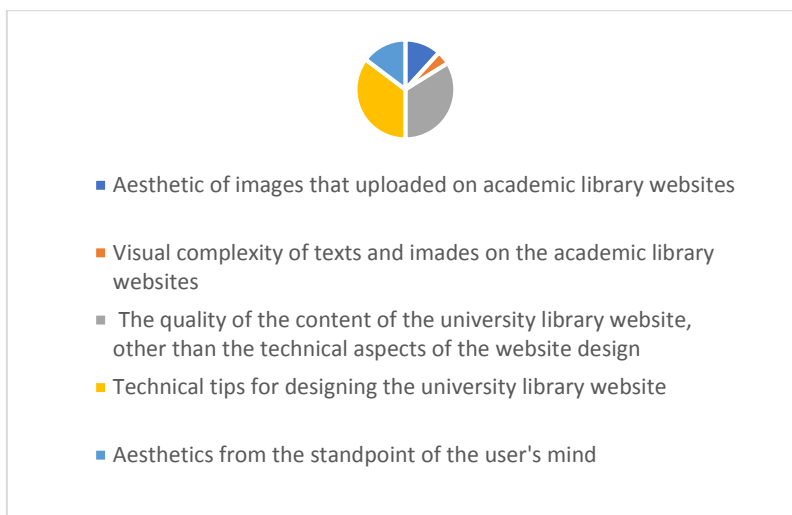 Aesthetic of images that uploaded on academic library websites
Visual complexity of texts and imades on the academic library
websites
The quality of the content of the university library website,
other than the technical aspects of the website design
Technical tips for designing the university library website
Aesthetics from the standpoint of the user's mind